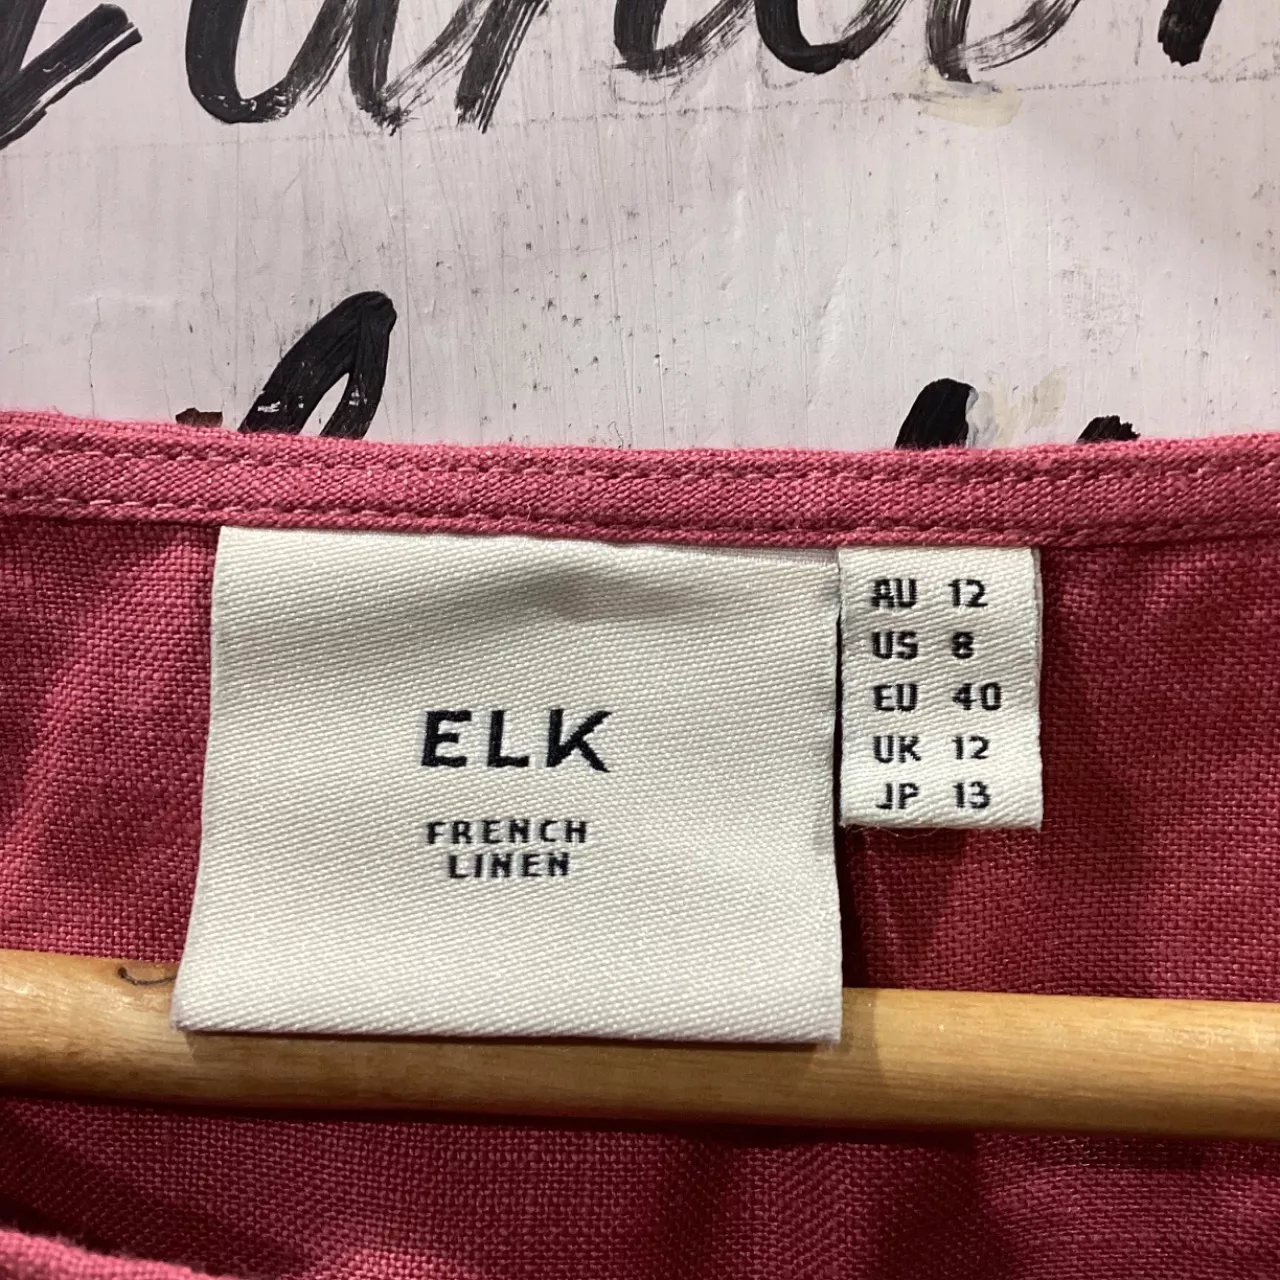 ELK
FRENCH
LINEN
AU 12
US 8
EU 40
UK 12
JP 13